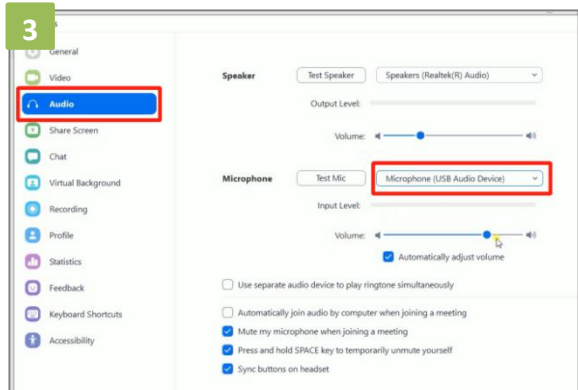 3
s
General
Video
Audio
Share Screen
Chat
Virtual Background
Recording
Profile
Statistics
Feedback
Keyboard Shortcuts
Accessibility
Speaker Test Speaker Speakers (Realtek(R) Audio)
Output Level:
Volume:
Microphone Test Mic Microphone (USB Audio Device)
Input Level:
Volume:
Automatically adjust volume
Use separate audio device to play ringtone simultaneously
Automatically join audio by computer when joining a meeting
Mute my microphone when joining a meeting
Press and hold SPACE key to temporarily unmute yourself
Sync buttons on headset